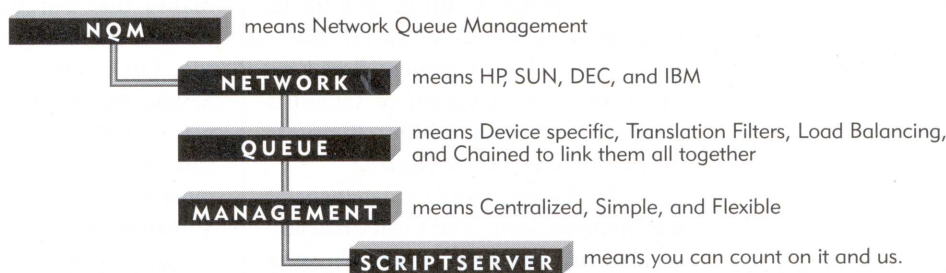 NQM means Network Queue Management
NETWORK means HP, SUN, DEC, and IBM
QUEUE means Device specific, Translation Filters, Load Balancing,
and Chained to link them all together
MANAGEMENT means Centralized, Simple, and Flexible
SCRIPTSERVER means you can count on it and us.